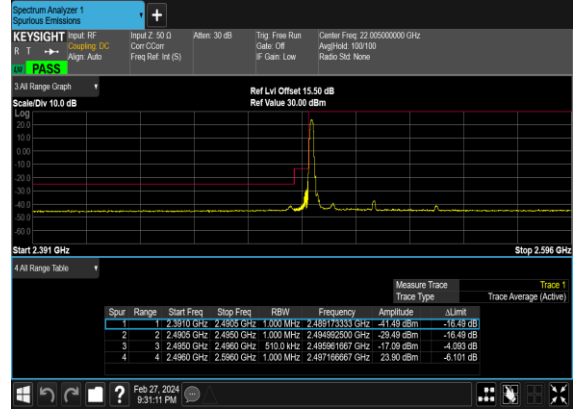 Spectrum Analyzer 1
Spurious Emissions
KEYSIGHT Input: RF Input Z: 50 Ω Atten: 30 dB Trig: Free Run Center Freq: 22.005000000 GHz
R T Coupling: DC Corr CCorr Gate: Off Avg|Hold: 100/100
Align: Auto Freq Ref: Int (S) IF Gain: Low Radio Std: None
PASS
3.All Range Graph
Ref Lvl Offset 15.50 dB
Scale/Div 10.0 dB Ref Value 30.00 dBm
Log
20.0
10.0
0.00
-10.0
-20.0
-30.0
-40.0
-50.0
-60.0
Start 2.391 GHz Stop 2.596 GHz
4.All Range Table
Measure Trace Trace 1
Trace Type Trace Average (Active)
Spur Range Start Freq Stop Freq RBW Frequency Amplitude ΔLimit
1 1 2.3910 GHz 2.4905 GHz 1.000 MHz 2.489173333 GHz -41.49 dBm -16.49 dB
2 2 2.4905 GHz 2.4950 GHz 1.000 MHz 2.494992500 GHz -29.49 dBm -16.49 dB
3 3 2.4950 GHz 2.4960 GHz 510.0 kHz 2.495961667 GHz -17.09 dBm -4.093 dB
4 4 2.4960 GHz 2.5960 GHz 1.000 MHz 2.497166667 GHz 23.90 dBm -6.101 dB
? Feb 27, 2024
9:31:11 PM